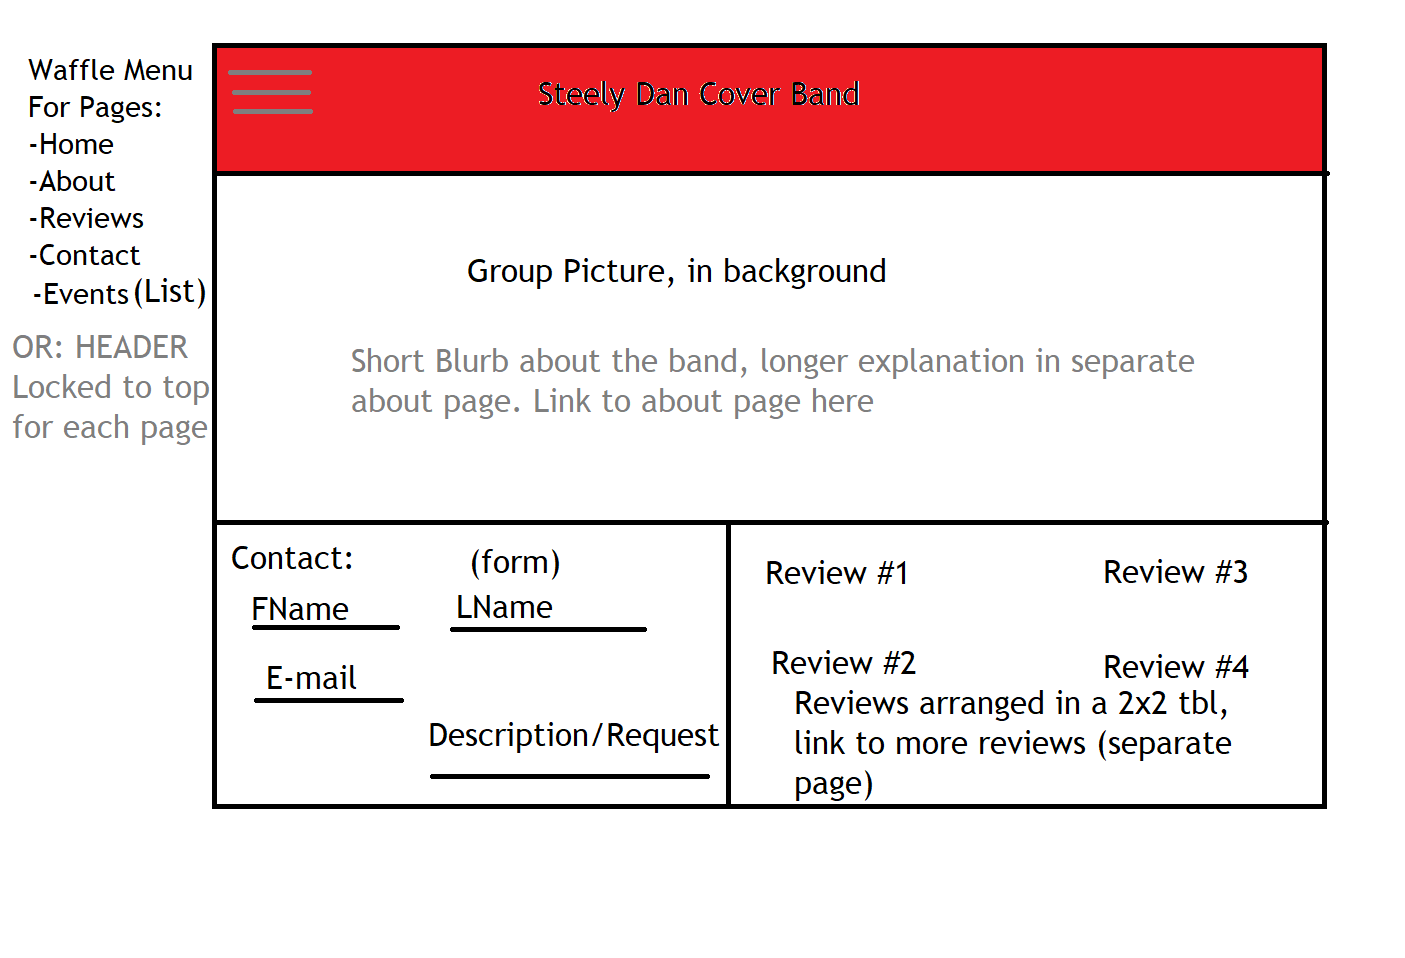 Waffle Menu
For Pages:
-Home
-About
-Reviews
-Contact
-Events (List)
OR: HEADER
Locked to top
for each page
Steely Dan Cover Band
Group Picture, in background
Short Blurb about the band, longer explanation in separate
about page. Link to about page here
Contact:
(form)
FName
LName
E-mail
Description/Request
Review #1
Review #3
Review #2
Review #4
Reviews arranged in a 2x2 tbl,
link to more reviews (separate
page)